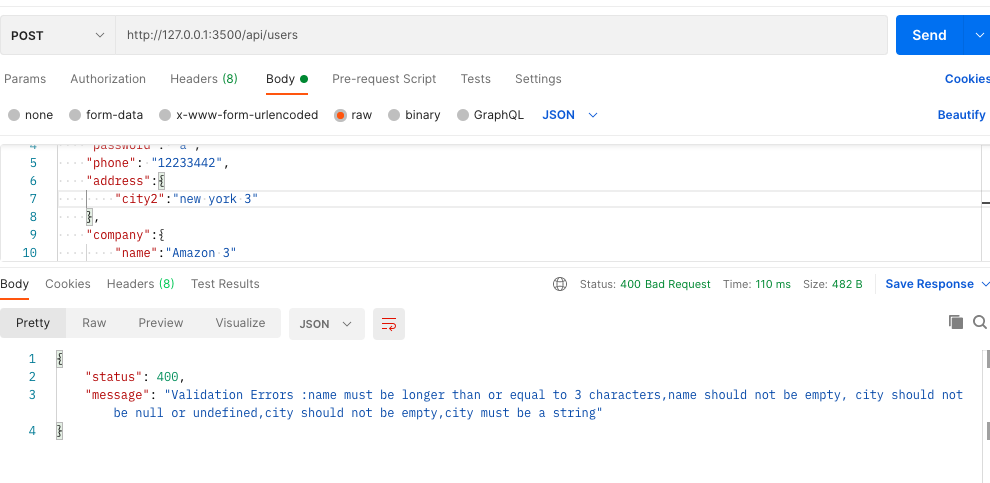 POST http://127.0.0.1:3500/api/users Send
Params Authorization Headers (8) Body Pre-request Script Tests Settings Cookies
none form-data x-www-form-urlencoded raw binary GraphQL JSON Beautify
4 "password": "a",
5 "phone": "12233442",
6 "address":{
7 "city2":"new york 3"
8 },
9 "company":{
10 "name":"Amazon 3"
Body Cookies Headers (8) Test Results Status: 400 Bad Request Time: 110 ms Size: 482 B Save Response
Pretty Raw Preview Visualize JSON
1 {
2 "status": 400,
3 "message": "Validation Errors :name must be longer than or equal to 3 characters,name should not be empty, city should not
be null or undefined,city should not be empty,city must be a string"
4 }